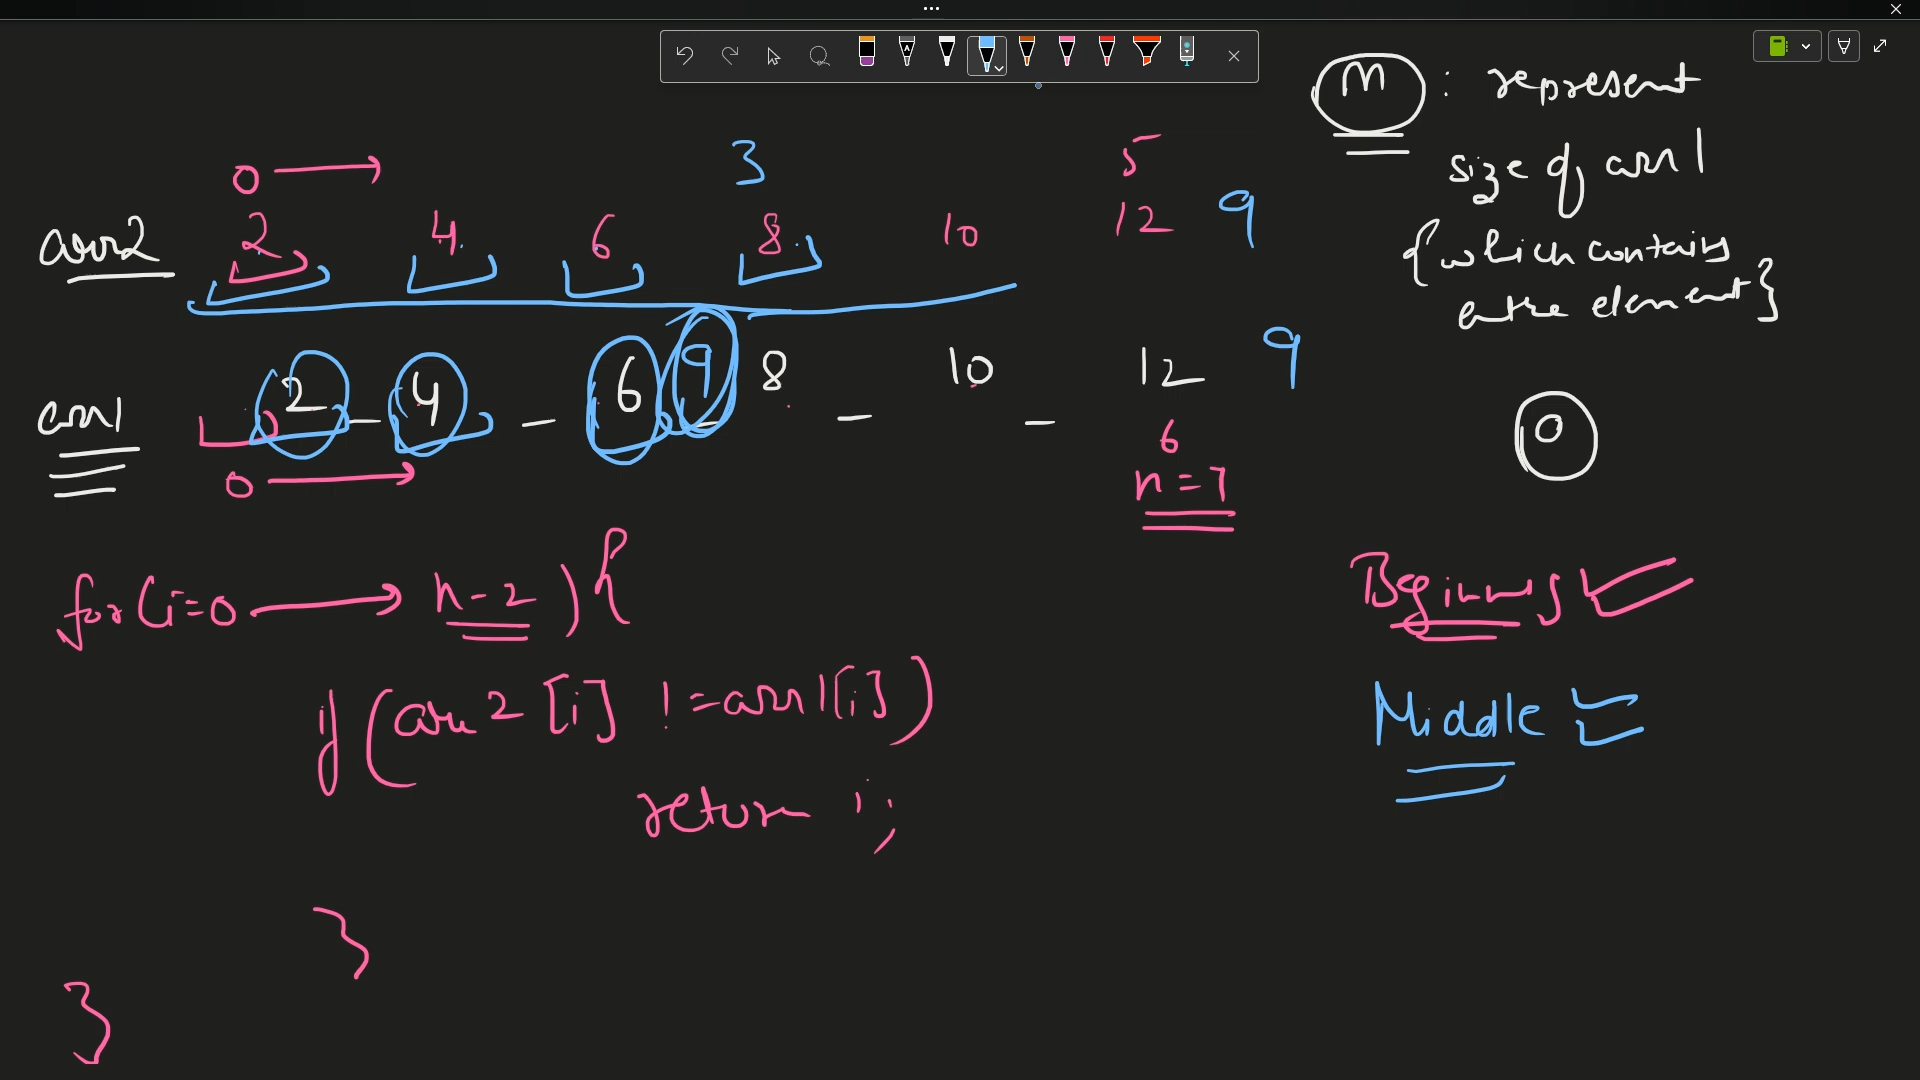 m : represent
size of arr1
{which contains
extra element}
0 → 3 5
arr2 2 4 6 8 10 12 9
arr1 2 - 4 - 6 9 - 8 - 10 - 12 9
0 → 6
n = 7
0
for(i=0 → n-2){
if(arr2[i] !=arr1[i])
return i;
}
}
Beginning
Middle